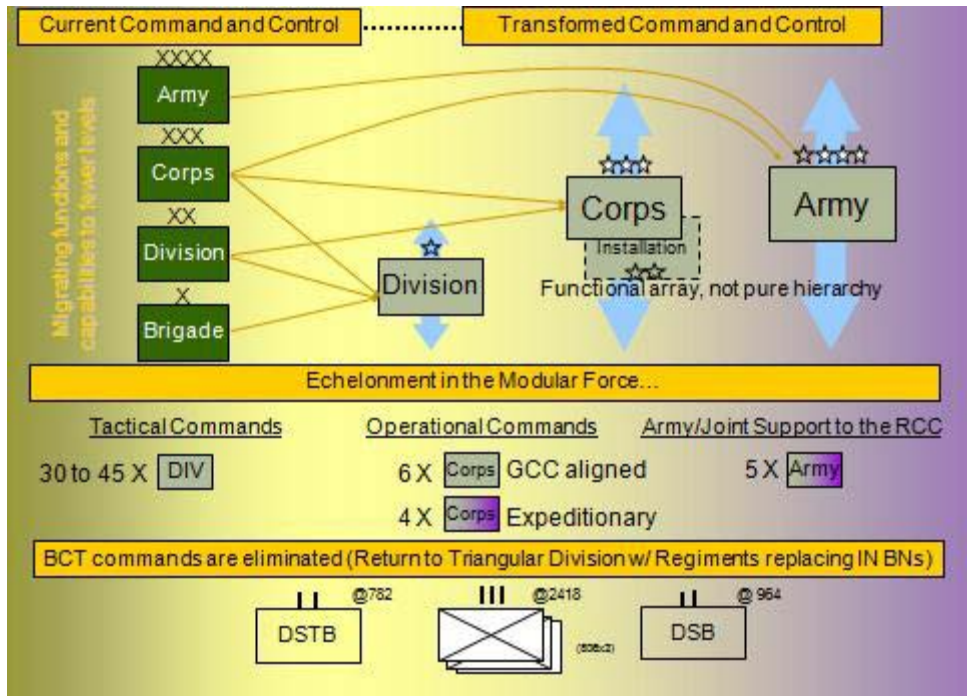 Current Command and Control
Transformed Command and Control
Migrating functions and
capabilities to fewer levels
XXXX
Army
XXX
Corps
XX
Division
X
Brigade
Division
Corps
Installation
Army
Functional array, not pure hierarchy
Echelonment in the Modular Force…
Tactical Commands
Operational Commands
Army/Joint Support to the RCC
30 to 45 X DIV
6 X Corps GCC aligned
5 X Army
4 X Corps Expeditionary
BCT commands are eliminated (Return to Triangular Division w/ Regiments replacing IN BNs)
@782
DSTB
@2418
@964
DSB